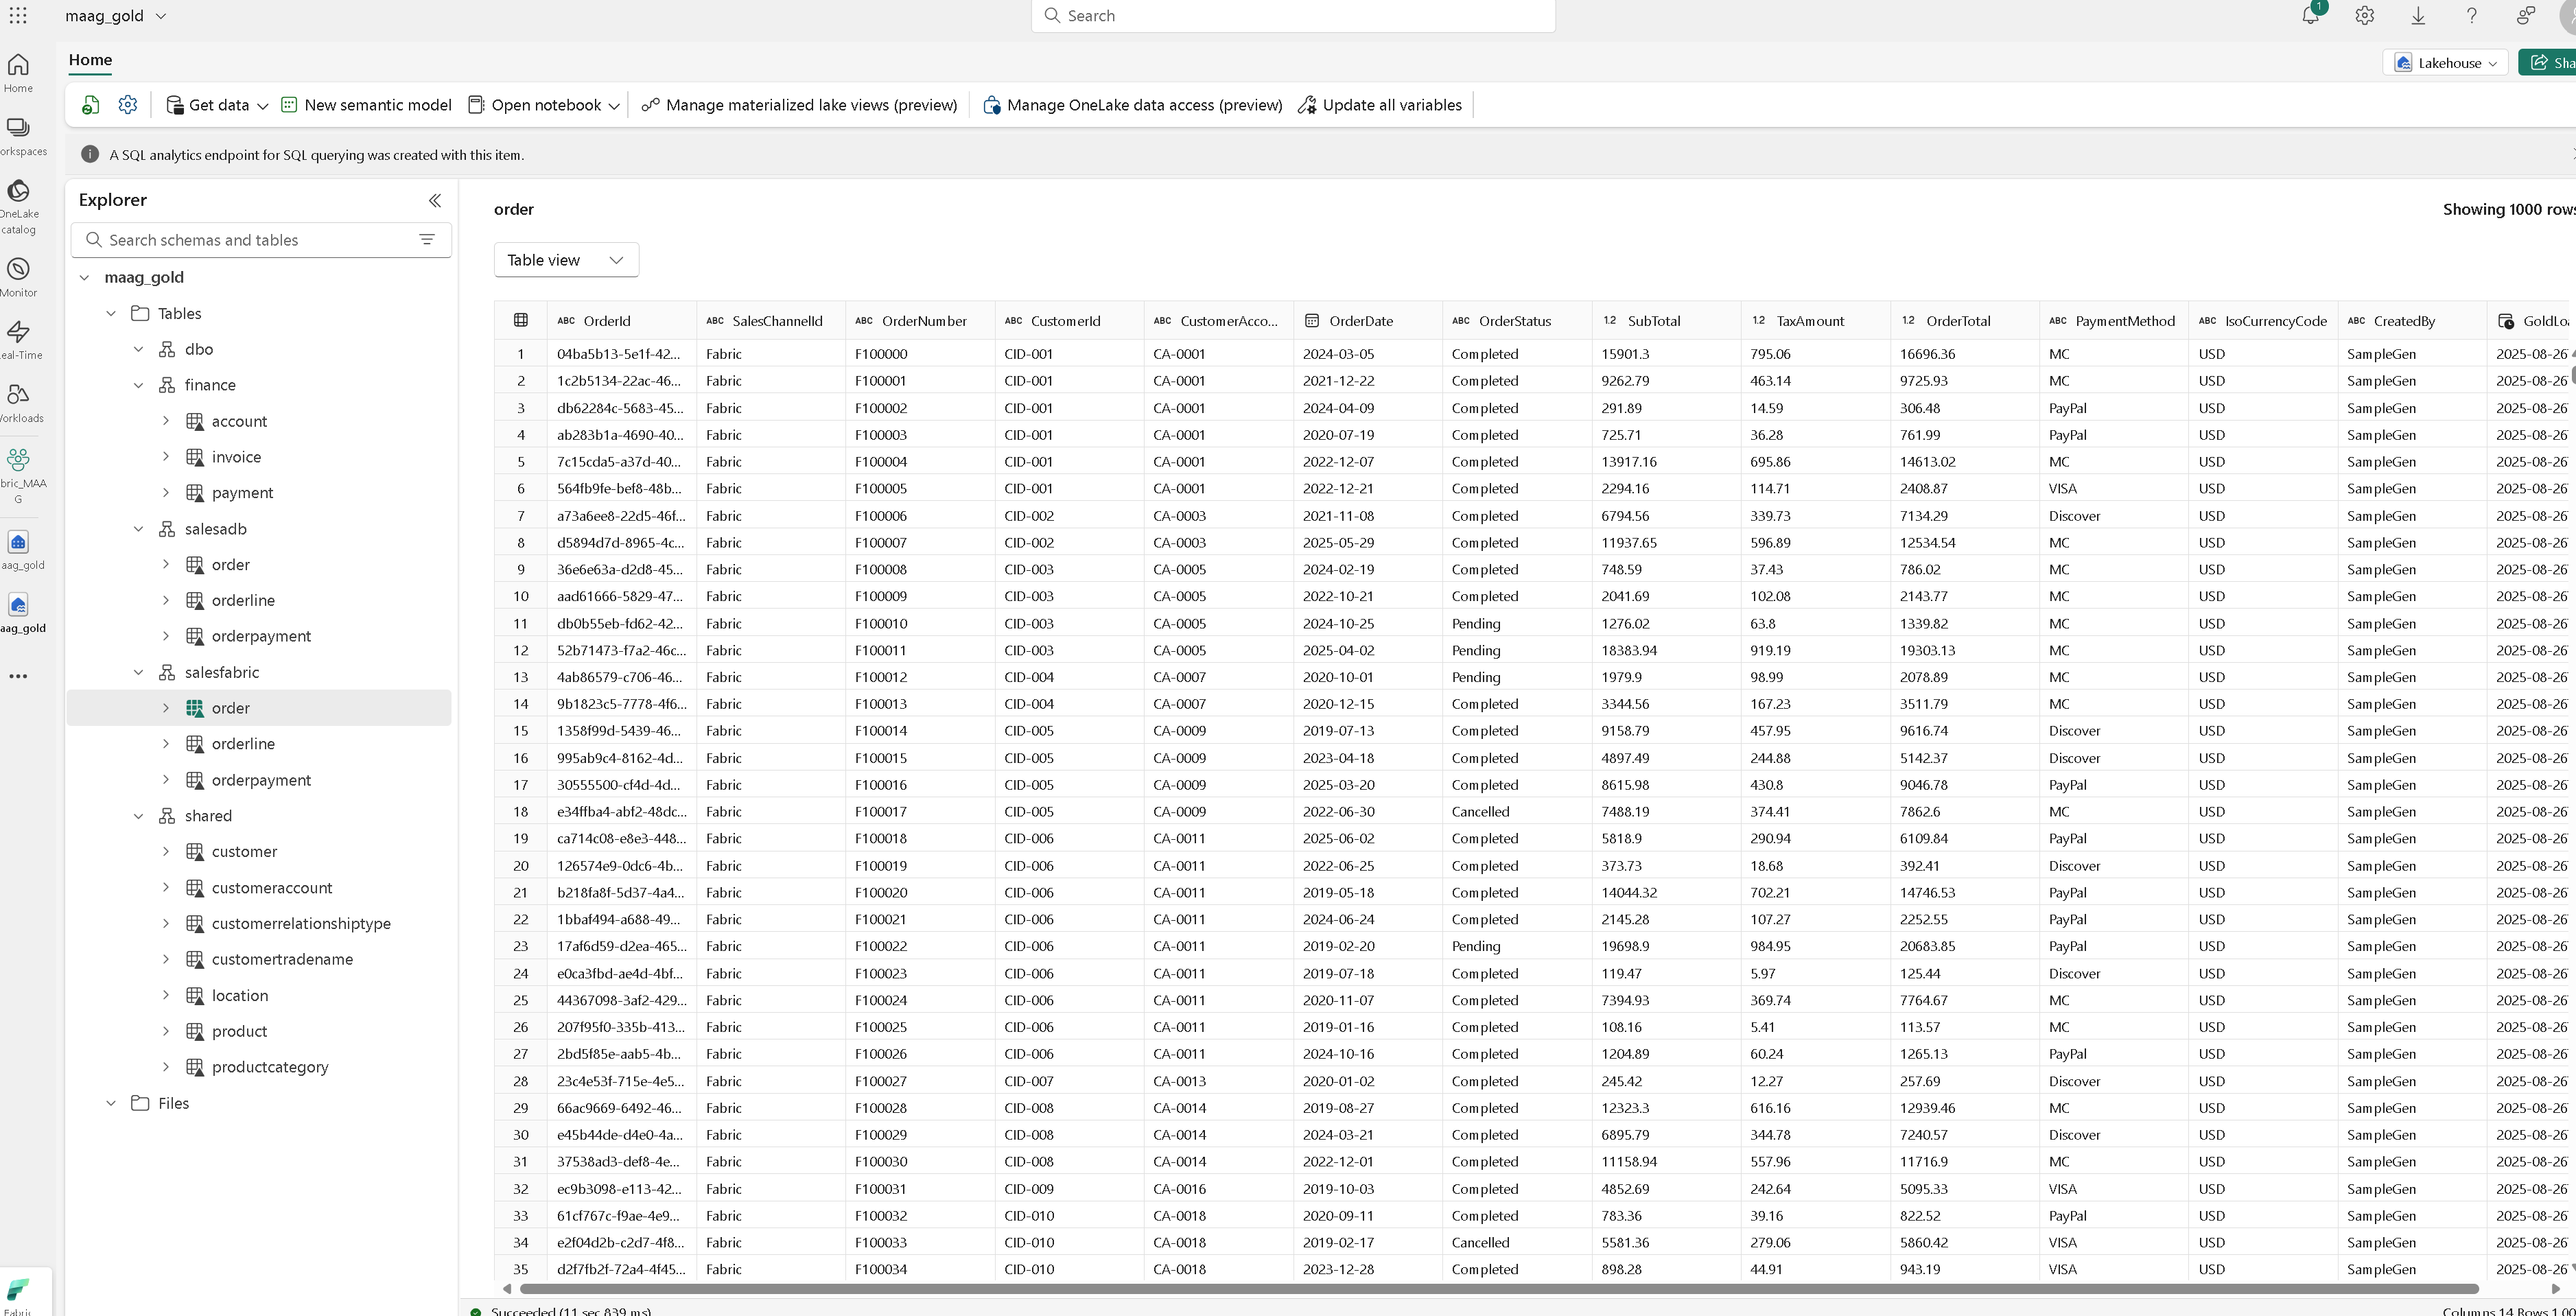 maag_gold
Search
1
Home
Lakehouse
Sha
Get data
New semantic model
Open notebook
Manage materialized lake views (preview)
Manage OneLake data access (preview)
Update all variables
A SQL analytics endpoint for SQL querying was created with this item.
Home
orkspaces
OneLake
catalog
Monitor
eal-Time
Workloads
bric_MAA
G
aag_gold
aag_gold
Fabric
Explorer
Search schemas and tables
maag_gold
Tables
dbo
finance
account
invoice
payment
salesadb
order
orderline
orderpayment
salesfabric
order
orderline
orderpayment
shared
customer
customeraccount
customerrelationshiptype
customertradename
location
product
productcategory
Files
order
Showing 1000 rows
Table view
ABC OrderId ABC SalesChannelId ABC OrderNumber ABC CustomerId ABC CustomerAcco... OrderDate ABC OrderStatus 1.2 SubTotal 1.2 TaxAmount 1.2 OrderTotal ABC PaymentMethod ABC IsoCurrencyCode ABC CreatedBy GoldLoa
1 04ba5b13-5e1f-42... Fabric F100000 CID-001 CA-0001 2024-03-05 Completed 15901.3 795.06 16696.36 MC USD SampleGen 2025-08-26
2 1c2b5134-22ac-46... Fabric F100001 CID-001 CA-0001 2021-12-22 Completed 9262.79 463.14 9725.93 MC USD SampleGen 2025-08-26
3 db62284c-5683-45... Fabric F100002 CID-001 CA-0001 2024-04-09 Completed 291.89 14.59 306.48 PayPal USD SampleGen 2025-08-26
4 ab283b1a-4690-40... Fabric F100003 CID-001 CA-0001 2020-07-19 Completed 725.71 36.28 761.99 PayPal USD SampleGen 2025-08-26
5 7c15cda5-a37d-40... Fabric F100004 CID-001 CA-0001 2022-12-07 Completed 13917.16 695.86 14613.02 MC USD SampleGen 2025-08-26
6 564fb9fe-bef8-48b... Fabric F100005 CID-001 CA-0001 2022-12-21 Completed 2294.16 114.71 2408.87 VISA USD SampleGen 2025-08-26
7 a73a6ee8-22d5-46f... Fabric F100006 CID-002 CA-0003 2021-11-08 Completed 6794.56 339.73 7134.29 Discover USD SampleGen 2025-08-26
8 d5894d7d-8965-4c... Fabric F100007 CID-002 CA-0003 2025-05-29 Completed 11937.65 596.89 12534.54 MC USD SampleGen 2025-08-26
9 36e6e63a-d2d8-45... Fabric F100008 CID-003 CA-0005 2024-02-19 Completed 748.59 37.43 786.02 MC USD SampleGen 2025-08-26
10 aad61666-5829-47... Fabric F100009 CID-003 CA-0005 2022-10-21 Completed 2041.69 102.08 2143.77 MC USD SampleGen 2025-08-26
11 db0b55eb-fd62-42... Fabric F100010 CID-003 CA-0005 2024-10-25 Pending 1276.02 63.8 1339.82 MC USD SampleGen 2025-08-26
12 52b71473-f7a2-46c... Fabric F100011 CID-003 CA-0005 2025-04-02 Pending 18383.94 919.19 19303.13 MC USD SampleGen 2025-08-26
13 4ab86579-c706-46... Fabric F100012 CID-004 CA-0007 2020-10-01 Pending 1979.9 98.99 2078.89 MC USD SampleGen 2025-08-26
14 9b1823c5-7778-4f6... Fabric F100013 CID-004 CA-0007 2020-12-15 Completed 3344.56 167.23 3511.79 MC USD SampleGen 2025-08-26
15 1358f99d-5439-46... Fabric F100014 CID-005 CA-0009 2019-07-13 Completed 9158.79 457.95 9616.74 Discover USD SampleGen 2025-08-26
16 995ab9c4-8162-4d... Fabric F100015 CID-005 CA-0009 2023-04-18 Completed 4897.49 244.88 5142.37 Discover USD SampleGen 2025-08-26
17 30555500-cf4d-4d... Fabric F100016 CID-005 CA-0009 2025-03-20 Completed 8615.98 430.8 9046.78 PayPal USD SampleGen 2025-08-26
18 e34ffba4-abf2-48dc... Fabric F100017 CID-005 CA-0009 2022-06-30 Cancelled 7488.19 374.41 7862.6 MC USD SampleGen 2025-08-26
19 ca714c08-e8e3-448... Fabric F100018 CID-006 CA-0011 2025-06-02 Completed 5818.9 290.94 6109.84 PayPal USD SampleGen 2025-08-26
20 126574e9-0dc6-4b... Fabric F100019 CID-006 CA-0011 2022-06-25 Completed 373.73 18.68 392.41 Discover USD SampleGen 2025-08-26
21 b218fa8f-5d37-4a4... Fabric F100020 CID-006 CA-0011 2019-05-18 Completed 14044.32 702.21 14746.53 PayPal USD SampleGen 2025-08-26
22 1bbaf494-a688-49... Fabric F100021 CID-006 CA-0011 2024-06-24 Completed 2145.28 107.27 2252.55 PayPal USD SampleGen 2025-08-26
23 17af6d59-d2ea-465... Fabric F100022 CID-006 CA-0011 2019-02-20 Pending 19698.9 984.95 20683.85 PayPal USD SampleGen 2025-08-26
24 e0ca3fbd-ae4d-4bf... Fabric F100023 CID-006 CA-0011 2019-07-18 Completed 119.47 5.97 125.44 Discover USD SampleGen 2025-08-26
25 44367098-3af2-429... Fabric F100024 CID-006 CA-0011 2020-11-07 Completed 7394.93 369.74 7764.67 MC USD SampleGen 2025-08-26
26 207f95f0-335b-413... Fabric F100025 CID-006 CA-0011 2019-01-16 Completed 108.16 5.41 113.57 MC USD SampleGen 2025-08-26
27 2bd5f85e-aab5-4b... Fabric F100026 CID-006 CA-0011 2024-10-16 Completed 1204.89 60.24 1265.13 PayPal USD SampleGen 2025-08-26
28 23c4e53f-715e-4e5... Fabric F100027 CID-007 CA-0013 2020-01-02 Completed 245.42 12.27 257.69 Discover USD SampleGen 2025-08-26
29 66ac9669-6492-46... Fabric F100028 CID-008 CA-0014 2019-08-27 Completed 12323.3 616.16 12939.46 MC USD SampleGen 2025-08-26
30 e45b44de-d4e0-4a... Fabric F100029 CID-008 CA-0014 2024-03-21 Completed 6895.79 344.78 7240.57 Discover USD SampleGen 2025-08-26
31 37538ad3-def8-4e... Fabric F100030 CID-008 CA-0014 2022-12-01 Completed 11158.94 557.96 11716.9 MC USD SampleGen 2025-08-26
32 ec9b3098-e113-42... Fabric F100031 CID-009 CA-0016 2019-10-03 Completed 4852.69 242.64 5095.33 VISA USD SampleGen 2025-08-26
33 61cf767c-f9ae-4e9... Fabric F100032 CID-010 CA-0018 2020-09-11 Completed 783.36 39.16 822.52 PayPal USD SampleGen 2025-08-26
34 e2f04d2b-c2d7-4f8... Fabric F100033 CID-010 CA-0018 2019-02-17 Cancelled 5581.36 279.06 5860.42 VISA USD SampleGen 2025-08-26
35 d2f7fb2f-72a4-4f45... Fabric F100034 CID-010 CA-0018 2023-12-28 Completed 898.28 44.91 943.19 VISA USD SampleGen 2025-08-26
Succeeded (11 sec 839 ms)
Columns 14 Rows 1,00